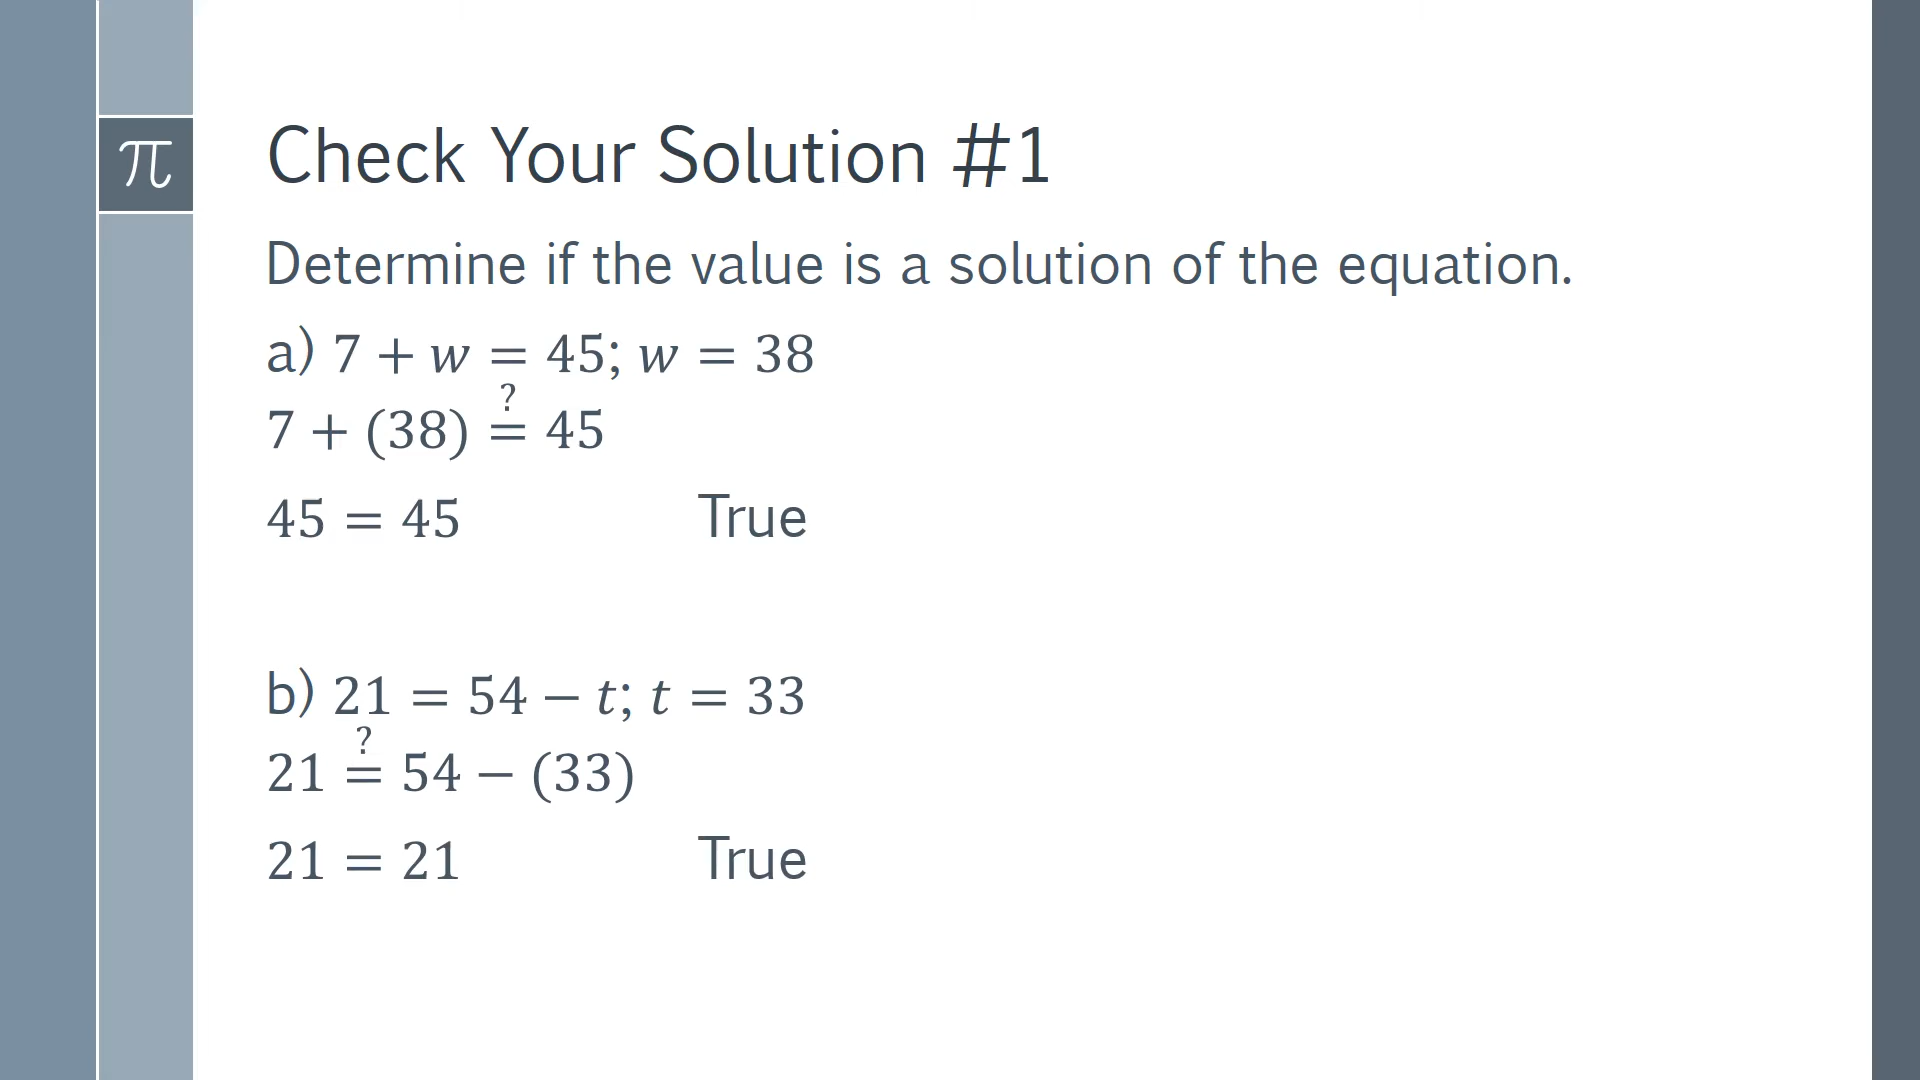 π
Check Your Solution #1
Determine if the value is a solution of the equation.
a) 7 + w = 45; w = 38
7 + (38) ≟ 45
45 = 45 True
b) 21 = 54 − t; t = 33
21 ≟ 54 − (33)
21 = 21 True